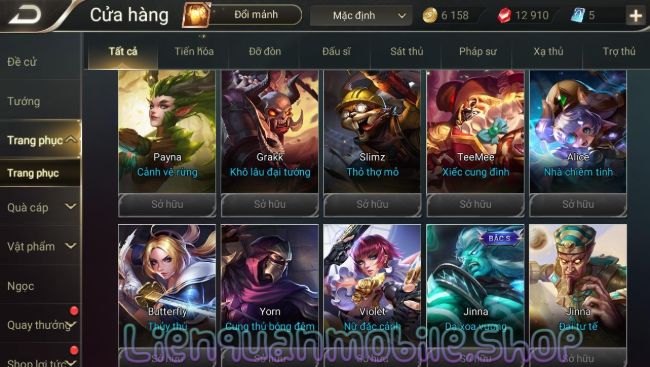 Cửa hàng
Đổi mảnh
Mặc định
6 158
12 910
5
Đề cử
Tướng
Trang phục
Trang phục
Quà cáp
Vật phẩm
Ngọc
Quay thưởng
Shop lợi tức
Tất cả Tiến hóa Đỡ đòn Đấu sĩ Sát thủ Pháp sư Xạ thủ Trợ thủ
Payna
Cảnh vệ rừng
Sở hữu
Grakk
Khô lâu đại tướng
Sở hữu
Slimz
Thỏ thợ mỏ
Sở hữu
TeeMee
Xiếc cung đình
Sở hữu
Alice
Nhà chiêm tinh
Sở hữu
Butterfly
Thủy thủ
Yorn
Cung thủ bóng đêm
Violet
Nữ đặc cảnh
BẬC S
Jinna
Dạ xoa vương
Jinna
Đại tư tế
Sở hữu
Lienquanmobile.Shop